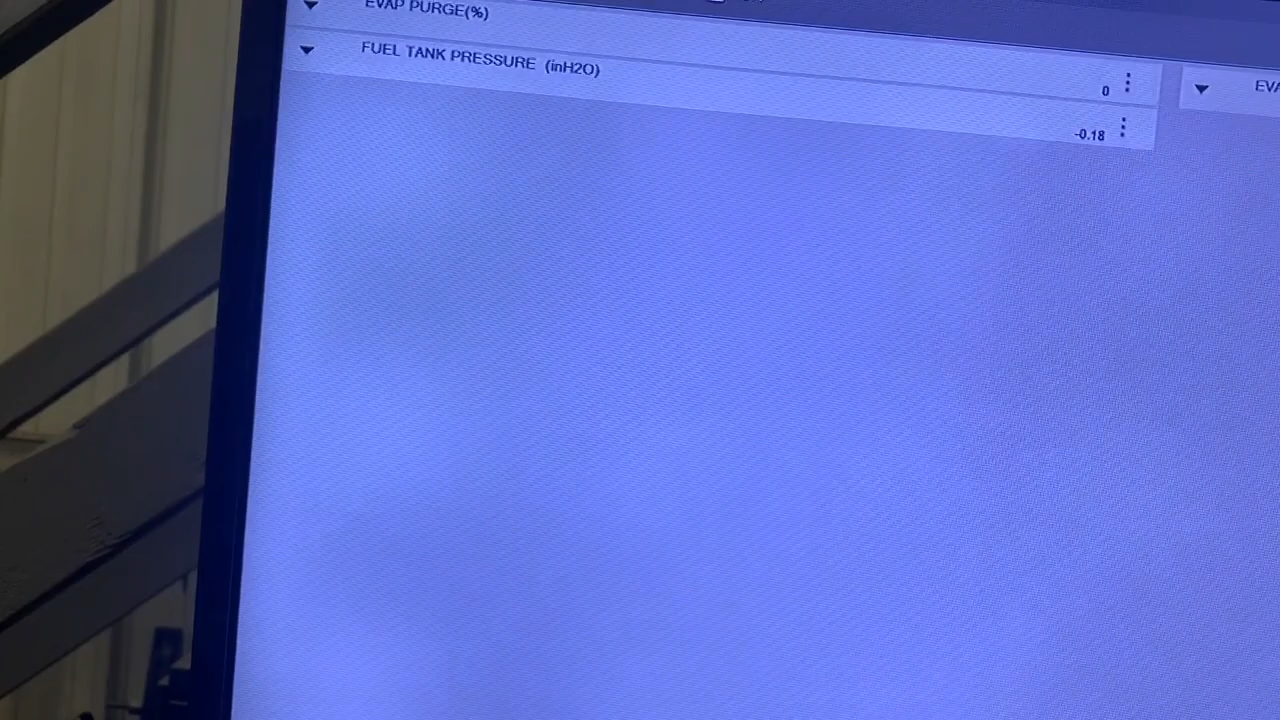 EVAP PURGE(%)
0
FUEL TANK PRESSURE (inH2O)
-0.18